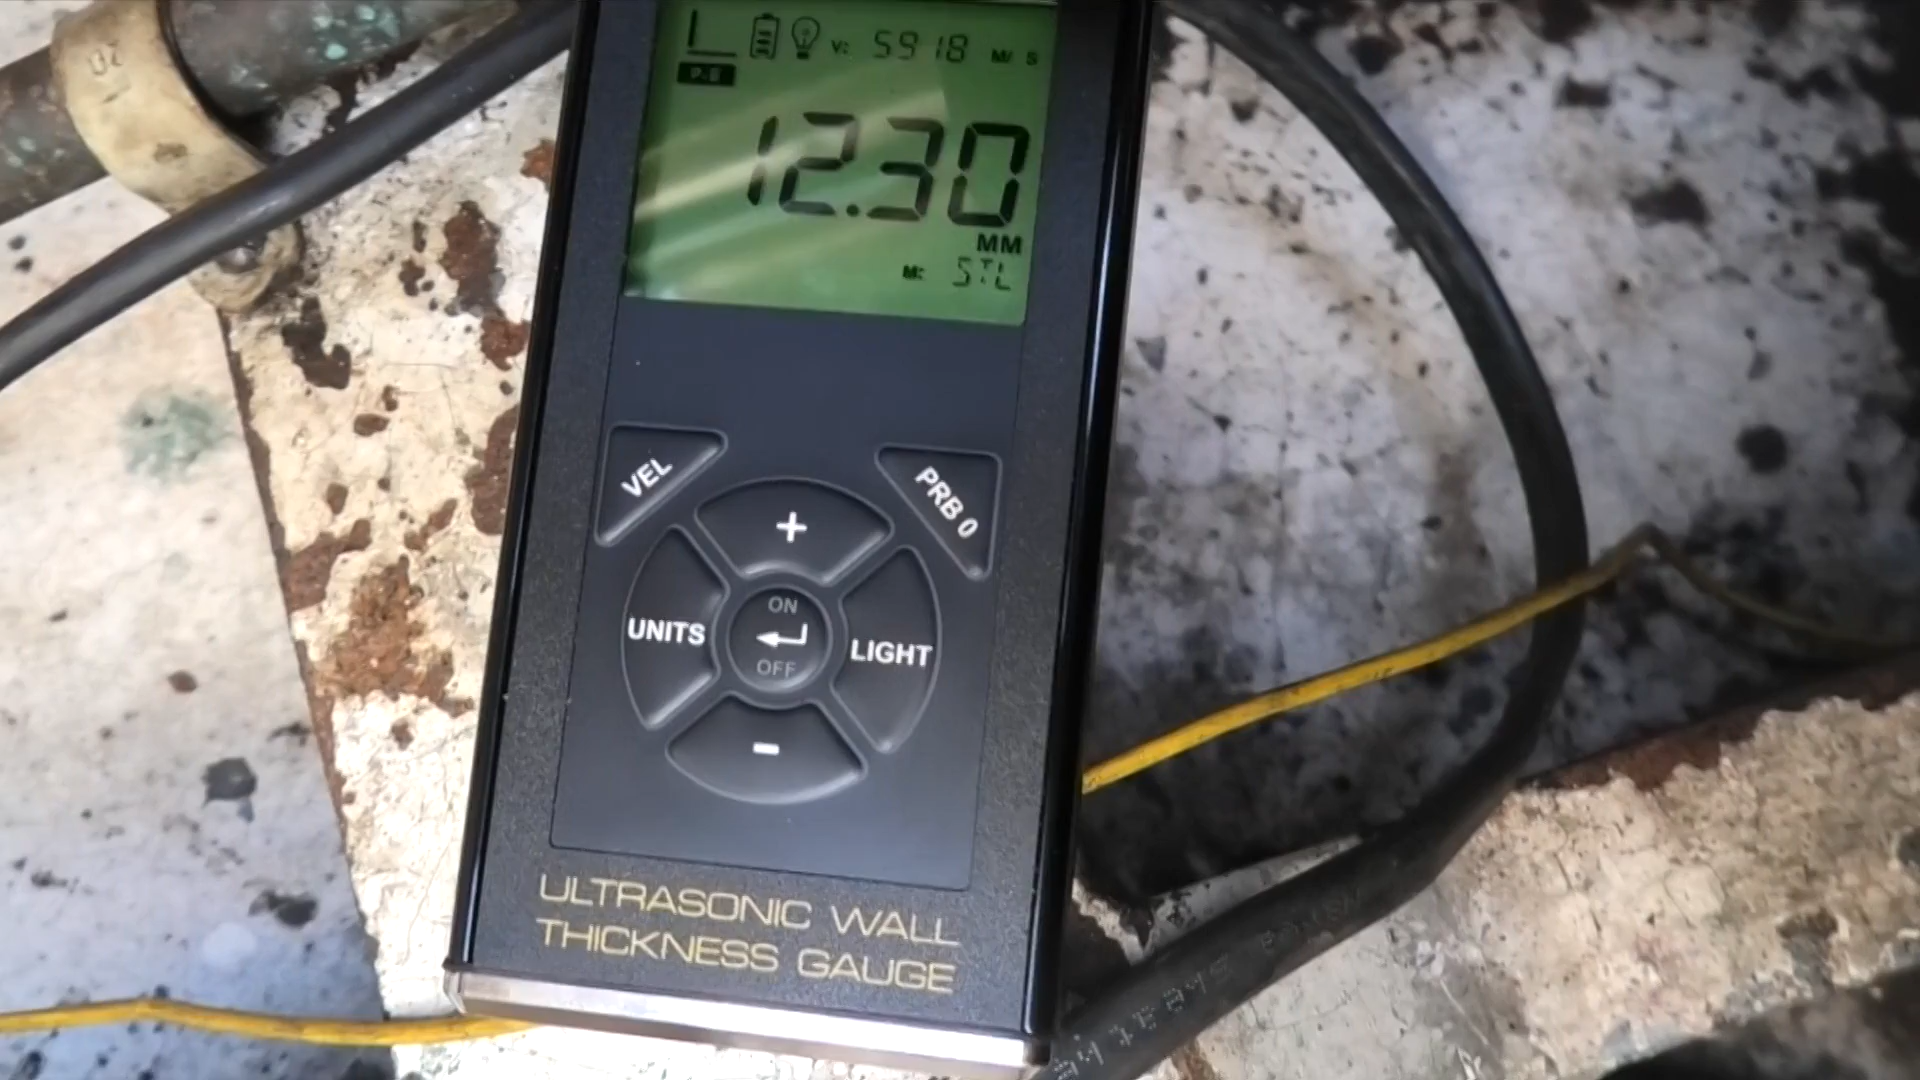 V: 5918 M/S
P-E
12.30
MM
M: STL
VEL
PRB 0
+
ON
UNITS
LIGHT
OFF
-
ULTRASONIC WALL
THICKNESS GAUGE